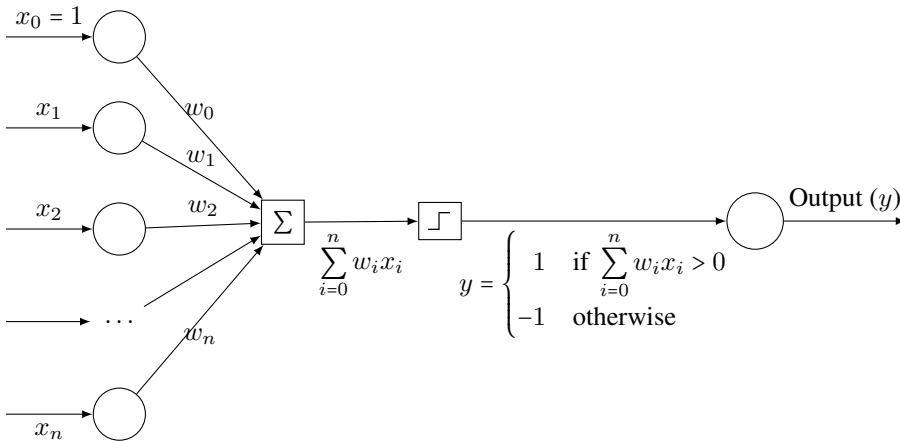 x_0 = 1
w_0
x_1
w_1
x_2
w_2
Σ
∑_{i=0}^{n} w_i x_i
Output (y)
y = { 1 if ∑_{i=0}^{n} w_i x_i > 0
−1 otherwise
⋯
w_n
x_n